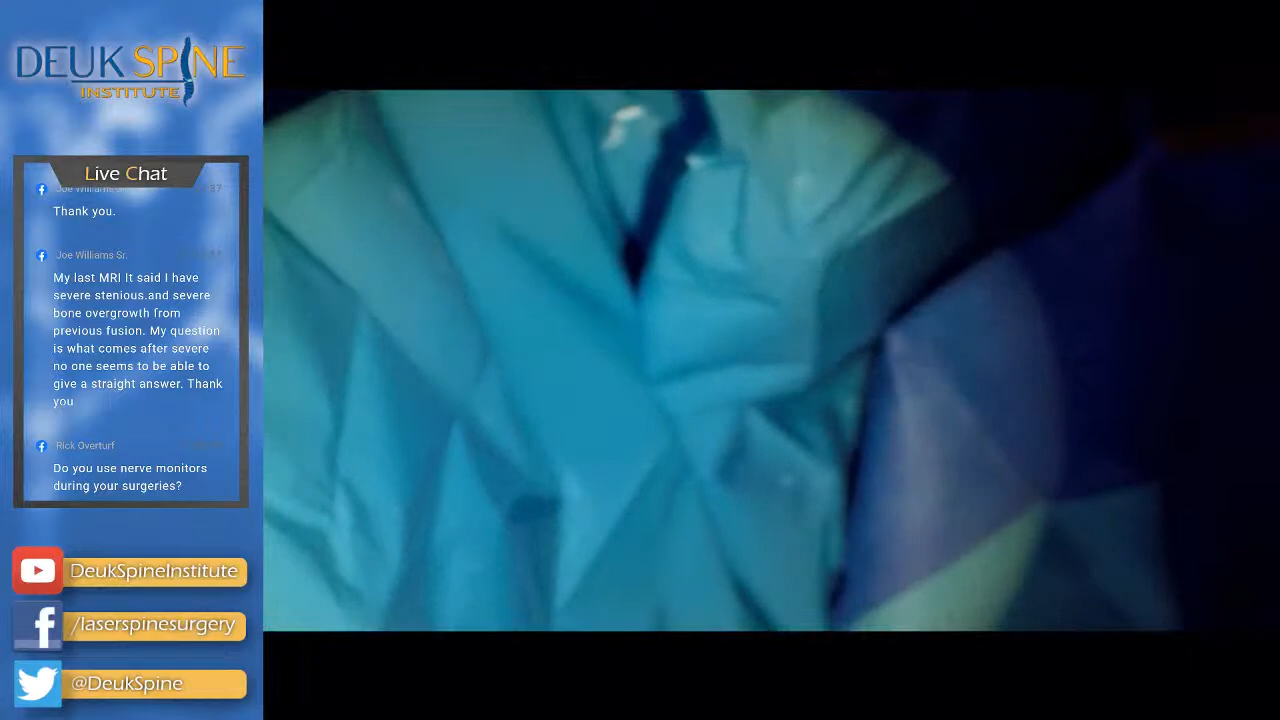 DEUK SPINE
INSTITUTE
Live Chat
Joe Williams Sr.
Thank you.
Joe Williams Sr.
My last MRI It said I have
severe stenious.and severe
bone overgrowth from
previous fusion. My question
is what comes after severe
no one seems to be able to
give a straight answer. Thank
you
Rick Overturf
Do you use nerve monitors
during your surgeries?
DeukSpineInstitute
/laserspinesurgery
@DeukSpine